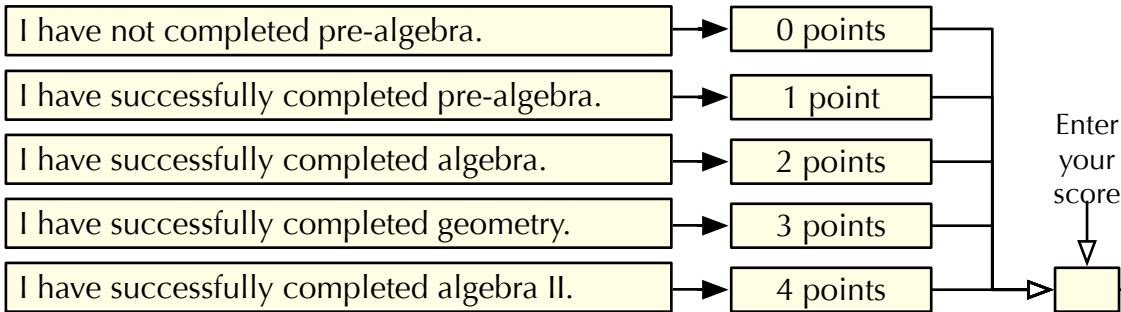 I have not completed pre-algebra.
0 points
I have successfully completed pre-algebra.
1 point
I have successfully completed algebra.
2 points
I have successfully completed geometry.
3 points
I have successfully completed algebra II.
4 points
Enter
your
score